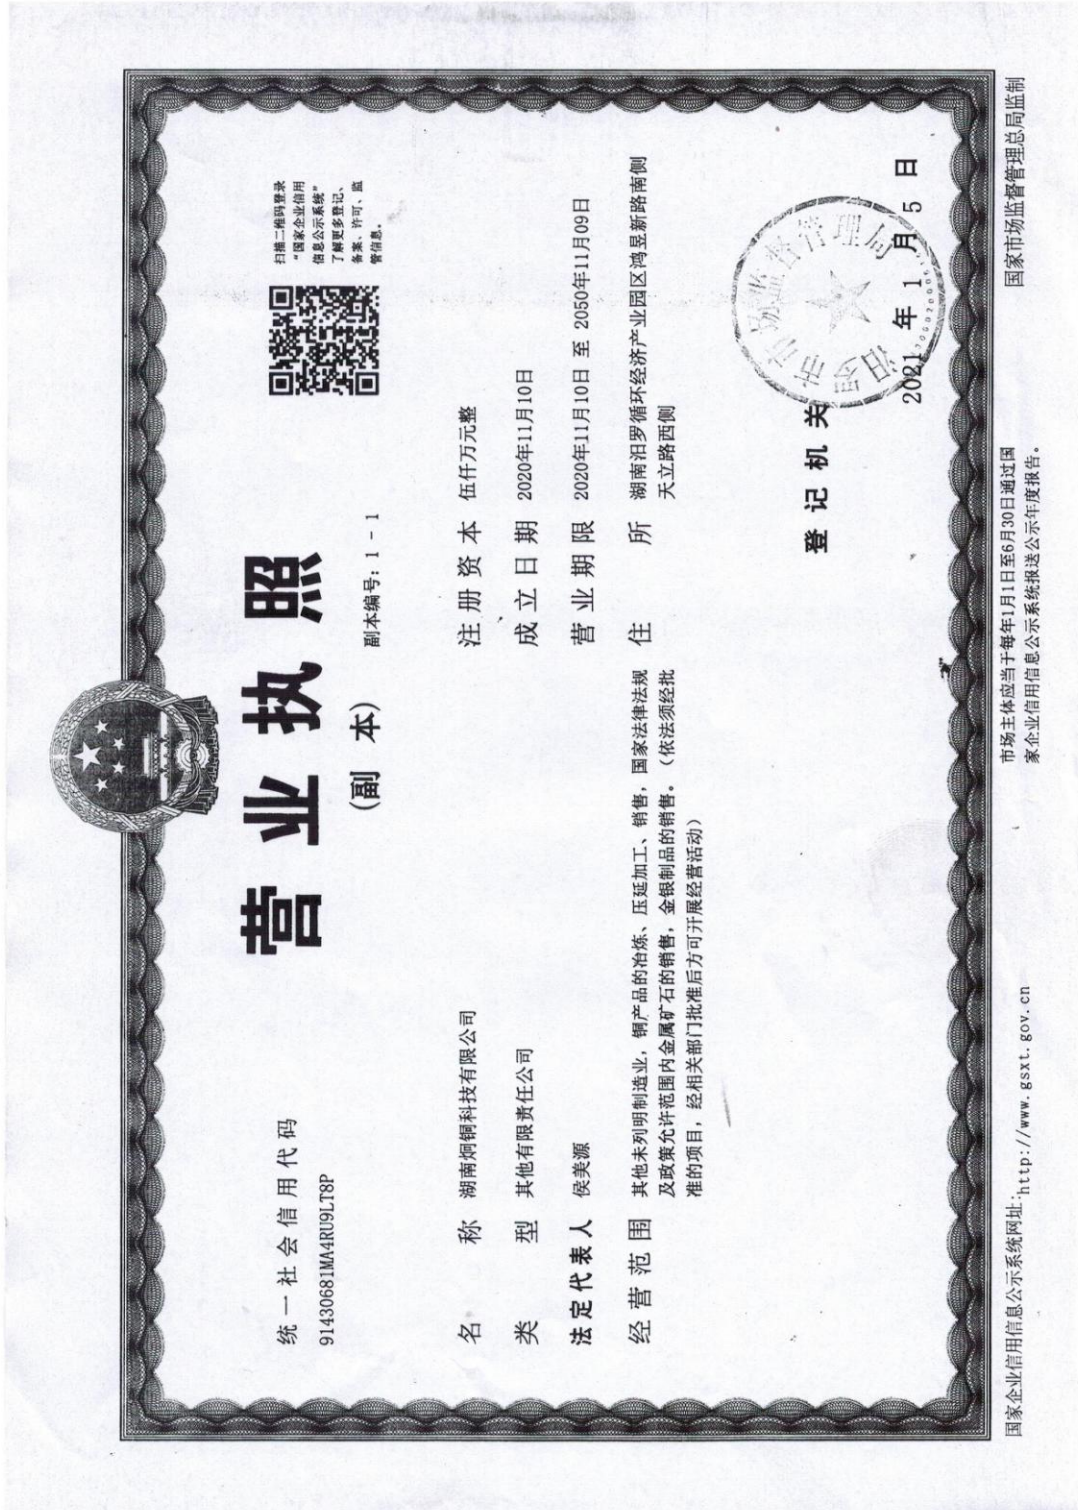 营业执照
(副 本)
副本编号：1 - 1
统一社会信用代码
91430681MA4RU9LT8P
扫描二维码登录
“国家企业信用
信息公示系统”
了解更多登记、
备案、许可、监
管信息。
名 称 湖南炯铜科技有限公司
类 型 其他有限责任公司
法定代表人 侯美源
经营范围 其他未列明制造业，铜产品的冶炼、压延加工、销售，国家法律法规
及政策允许范围内金属矿石的销售，金银制品的销售。（依法须经批
准的项目，经相关部门批准后方可开展经营活动）
注册资本 伍仟万元整
成立日期 2020年11月10日
营业期限 2020年11月10日 至 2050年11月09日
住 所 湖南汨罗循环经济产业园区鸿昱新路南侧
天立路西侧
登记机关
汨罗市市场监督管理局
2021 年 1 月 5 日
国家企业信用信息公示系统网址：http://www.gsxt.gov.cn
市场主体应当于每年1月1日至6月30日通过国
家企业信用信息公示系统报送公示年度报告。
国家市场监督管理总局监制